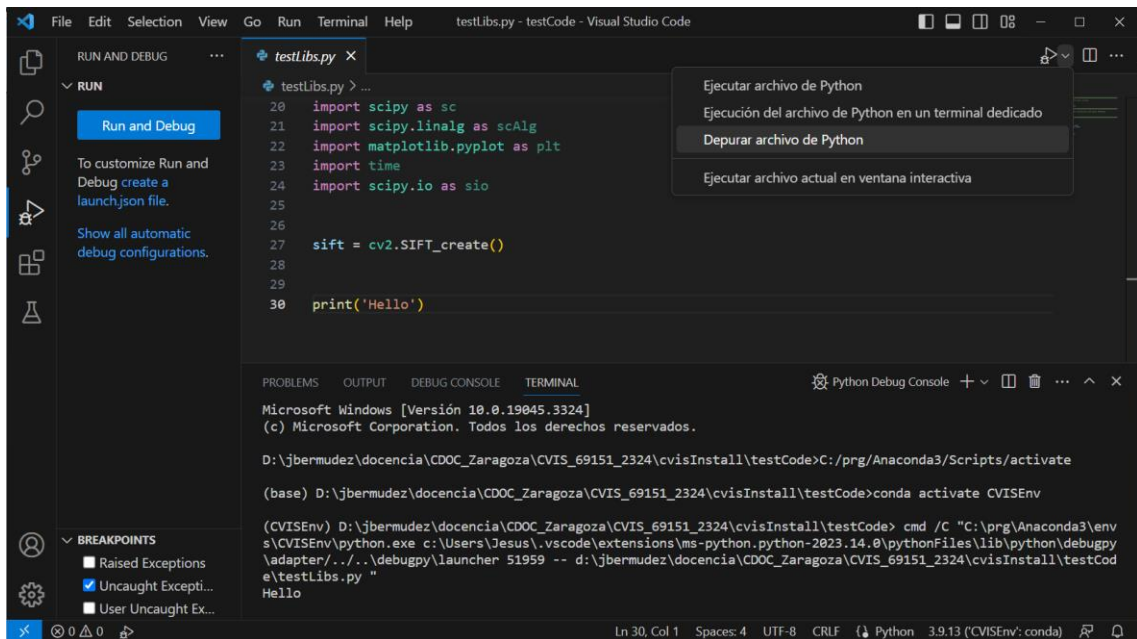 File Edit Selection View Go Run Terminal Help testLibs.py - testCode - Visual Studio Code
RUN AND DEBUG ...
RUN
Run and Debug
To customize Run and
Debug create a
launch.json file.
Show all automatic
debug configurations.
BREAKPOINTS
Raised Exceptions
Uncaught Excepti...
User Uncaught Ex...
testLibs.py
testLibs.py > ...
20 import scipy as sc
21 import scipy.linalg as scAlg
22 import matplotlib.pyplot as plt
23 import time
24 import scipy.io as sio
25
26
27 sift = cv2.SIFT_create()
28
29
30 print('Hello')
Ejecutar archivo de Python
Ejecución del archivo de Python en un terminal dedicado
Depurar archivo de Python
Ejecutar archivo actual en ventana interactiva
PROBLEMS OUTPUT DEBUG CONSOLE TERMINAL Python Debug Console
Microsoft Windows [Versión 10.0.19045.3324]
(c) Microsoft Corporation. Todos los derechos reservados.
D:\jbermudez\docencia\CDOC_Zaragoza\CVIS_69151_2324\cvisInstall\testCode>C:/prg/Anaconda3/Scripts/activate
(base) D:\jbermudez\docencia\CDOC_Zaragoza\CVIS_69151_2324\cvisInstall\testCode>conda activate CVISEnv
(CVISEnv) D:\jbermudez\docencia\CDOC_Zaragoza\CVIS_69151_2324\cvisInstall\testCode> cmd /C "C:\prg\Anaconda3\env
s\CVISEnv\python.exe c:\Users\Jesus\.vscode\extensions\ms-python.python-2023.14.0\pythonFiles\lib\python\debugpy
\adapter/../..\debugpy\launcher 51959 -- d:\jbermudez\docencia\CDOC_Zaragoza\CVIS_69151_2324\cvisInstall\testCod
e\testLibs.py "
Hello
0 0 0 Ln 30, Col 1 Spaces: 4 UTF-8 CRLF Python 3.9.13 ('CVISEnv': conda)